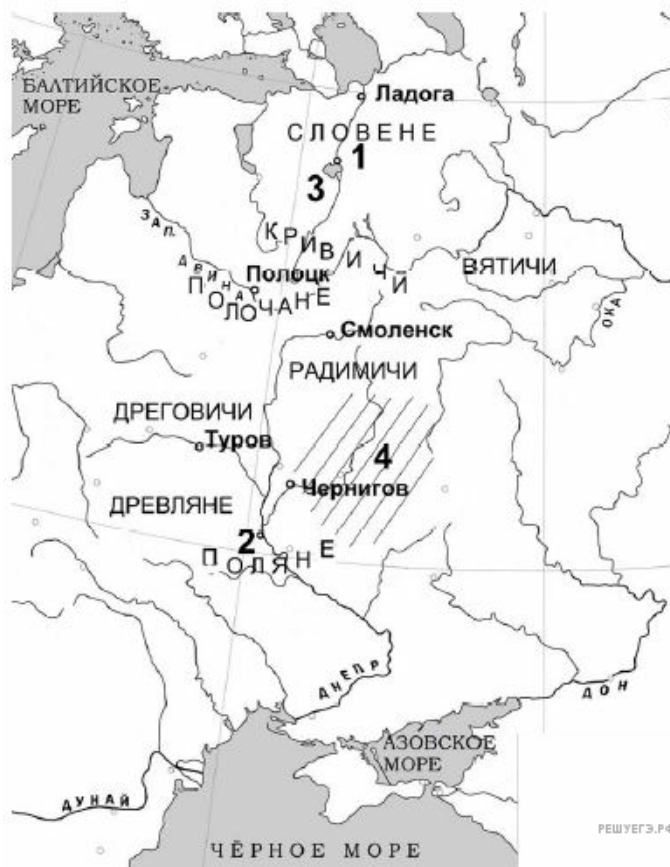 БАЛТИЙСКОЕ
МОРЕ
Ладога
СЛОВЕНЕ
1
3
ЗАП. ДВИНА
КРИВИЧИ
ВЯТИЧИ
Полоцк
ПОЛОЧАНЕ
ОКА
Смоленск
РАДИМИЧИ
ДРЕГОВИЧИ
Туров
4
Чернигов
ДРЕВЛЯНЕ
2
ПОЛЯНЕ
ДНЕПР
ДОН
АЗОВСКОЕ
МОРЕ
ДУНАЙ
ЧЁРНОЕ МОРЕ
РЕШУЕГЭ.РФ